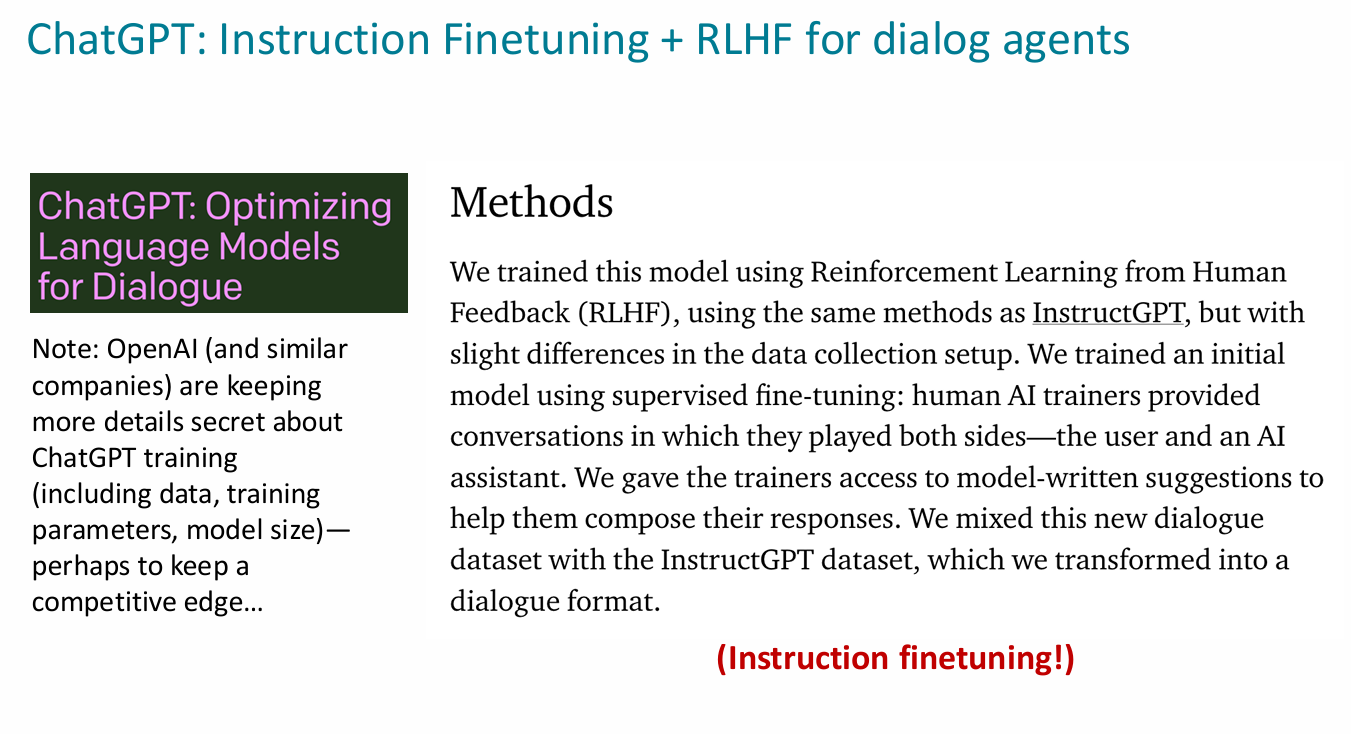 ChatGPT: Instruction Finetuning + RLHF for dialog agents
ChatGPT: Optimizing
Language Models
for Dialogue
Note: OpenAI (and similar
companies) are keeping
more details secret about
ChatGPT training
(including data, training
parameters, model size)—
perhaps to keep a
competitive edge…
Methods
We trained this model using Reinforcement Learning from Human
Feedback (RLHF), using the same methods as InstructGPT, but with
slight differences in the data collection setup. We trained an initial
model using supervised fine-tuning: human AI trainers provided
conversations in which they played both sides—the user and an AI
assistant. We gave the trainers access to model-written suggestions to
help them compose their responses. We mixed this new dialogue
dataset with the InstructGPT dataset, which we transformed into a
dialogue format.
(Instruction finetuning!)